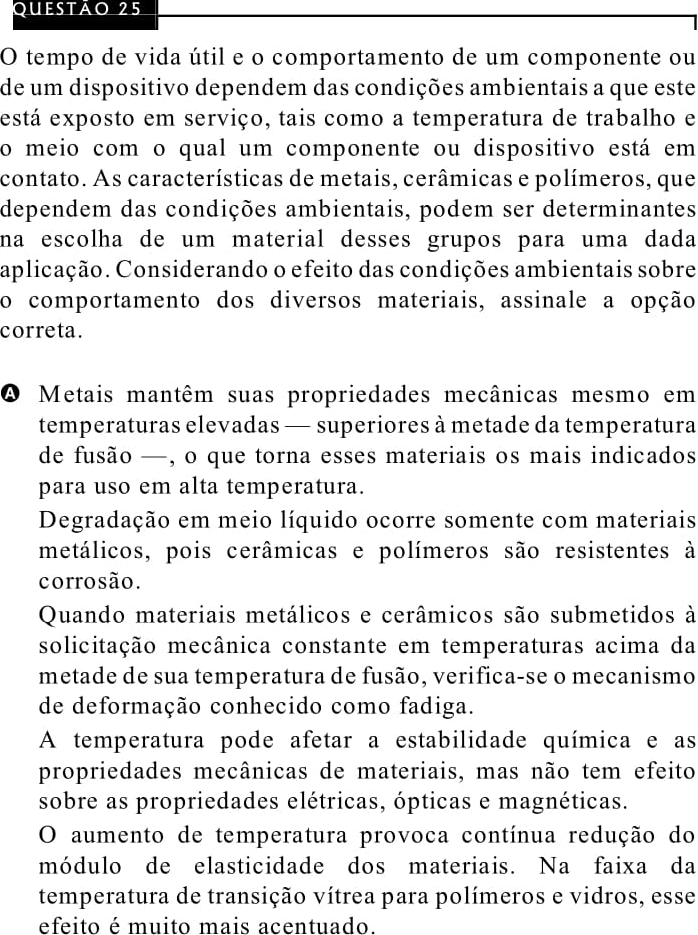 QUESTÃO 25
O tempo de vida útil e o comportamento de um componente ou
de um dispositivo dependem das condições ambientais a que este
está exposto em serviço, tais como a temperatura de trabalho e
o meio com o qual um componente ou dispositivo está em
contato. As características de metais, cerâmicas e polímeros, que
dependem das condições ambientais, podem ser determinantes
na escolha de um material desses grupos para uma dada
aplicação. Considerando o efeito das condições ambientais sobre
o comportamento dos diversos materiais, assinale a opção
correta.
A Metais mantêm suas propriedades mecânicas mesmo em
temperaturas elevadas — superiores à metade da temperatura
de fusão —, o que torna esses materiais os mais indicados
para uso em alta temperatura.
Degradação em meio líquido ocorre somente com materiais
metálicos, pois cerâmicas e polímeros são resistentes à
corrosão.
Quando materiais metálicos e cerâmicos são submetidos à
solicitação mecânica constante em temperaturas acima da
metade de sua temperatura de fusão, verifica-se o mecanismo
de deformação conhecido como fadiga.
A temperatura pode afetar a estabilidade química e as
propriedades mecânicas de materiais, mas não tem efeito
sobre as propriedades elétricas, ópticas e magnéticas.
O aumento de temperatura provoca contínua redução do
módulo de elasticidade dos materiais. Na faixa da
temperatura de transição vítrea para polímeros e vidros, esse
efeito é muito mais acentuado.